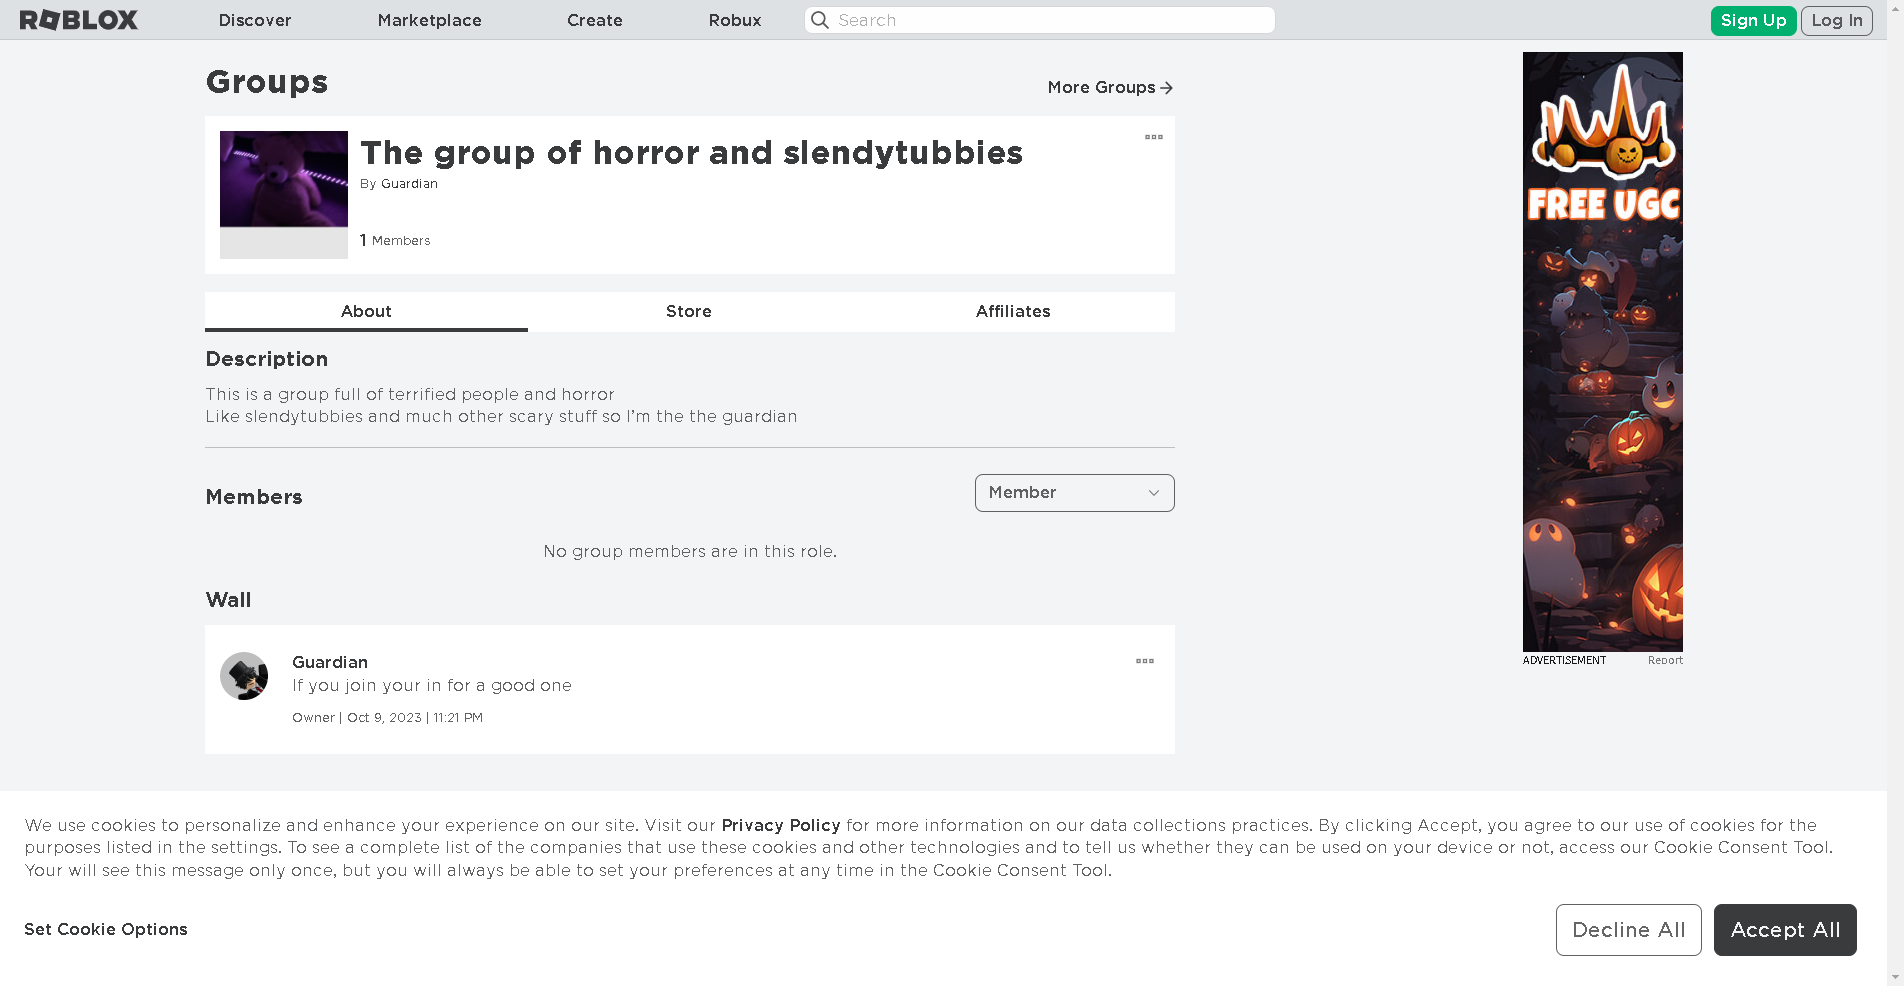 ROBLOX
Discover
Marketplace
Create
Robux
Search
Sign Up
Log In
Groups
More Groups
The group of horror and slendytubbies
By Guardian
1 Members
About
Store
Affiliates
Description
This is a group full of terrified people and horror
Like slendytubbies and much other scary stuff so I'm the the guardian
Members
Member
No group members are in this role.
Wall
Guardian
If you join your in for a good one
Owner | Oct 9, 2023 | 11:21 PM
FREE UGC
ADVERTISEMENT
Report
We use cookies to personalize and enhance your experience on our site. Visit our Privacy Policy for more information on our data collections practices. By clicking Accept, you agree to our use of cookies for the
purposes listed in the settings. To see a complete list of the companies that use these cookies and other technologies and to tell us whether they can be used on your device or not, access our Cookie Consent Tool.
Your will see this message only once, but you will always be able to set your preferences at any time in the Cookie Consent Tool.
Set Cookie Options
Decline All
Accept All